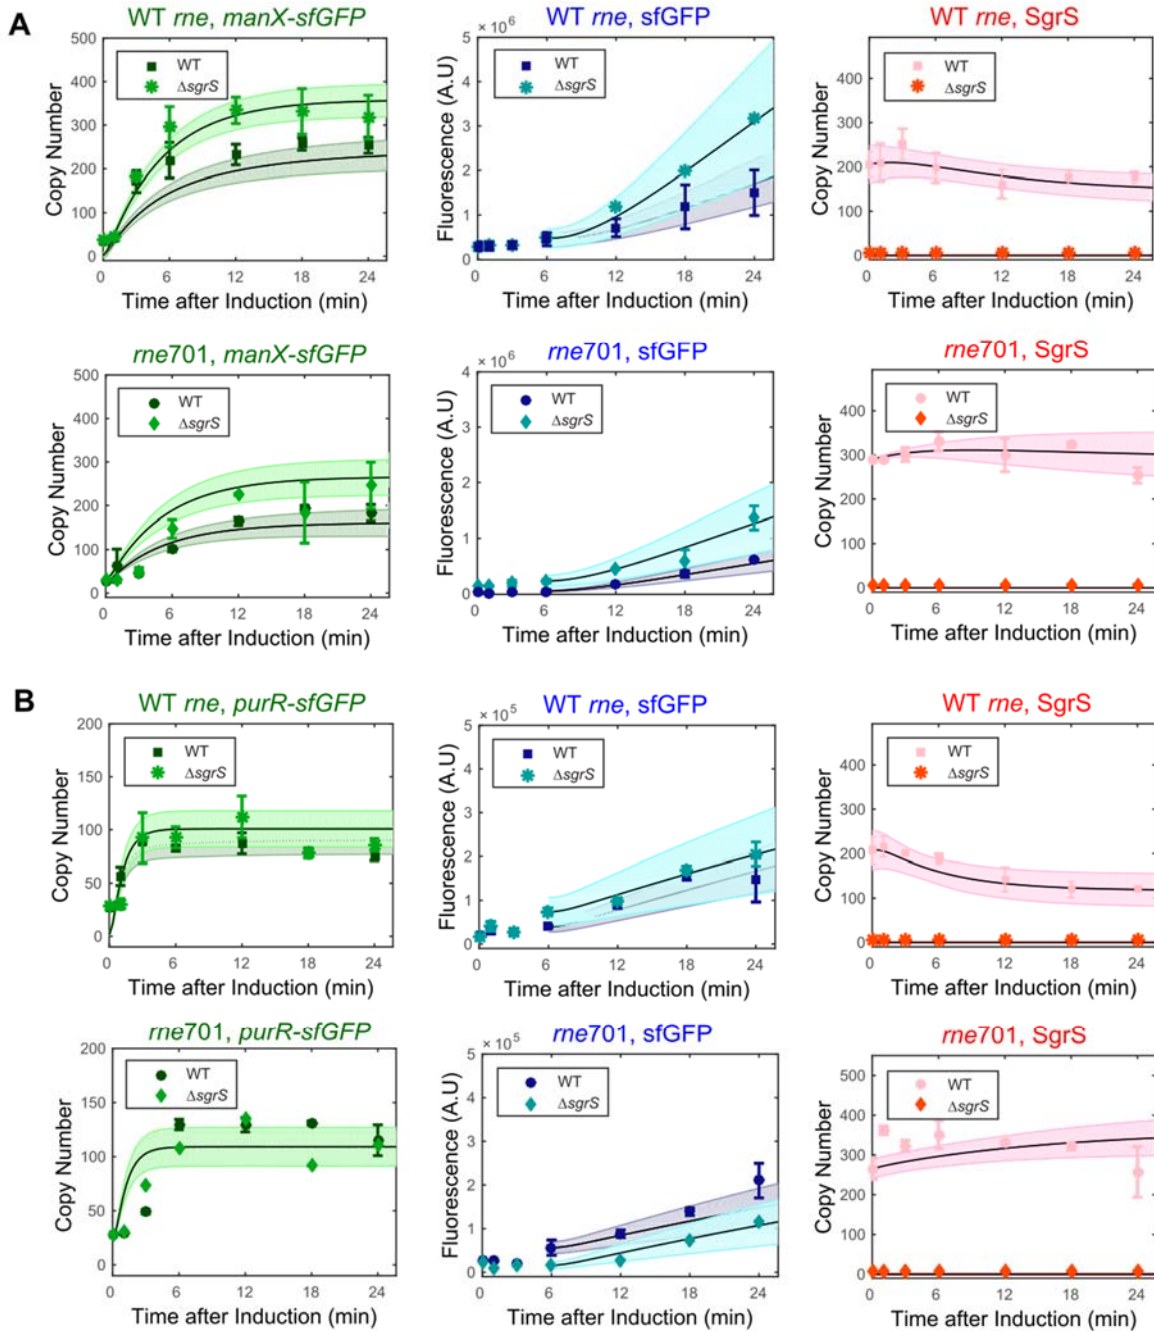 A
WT rne, manX-sfGFP
500
400
300
200
100
0
Copy Number
WT
ΔsgrS
0 6 12 18 24
Time after Induction (min)
WT rne, sfGFP
× 10⁶
5
4
3
2
1
0
Fluorescence (A.U)
WT
ΔsgrS
0 6 12 18 24
Time after Induction (min)
WT rne, SgrS
400
300
200
100
0
Copy Number
WT
ΔsgrS
0 6 12 18 24
Time after Induction (min)
rne701, manX-sfGFP
500
400
300
200
100
0
Copy Number
WT
ΔsgrS
0 6 12 18 24
Time after Induction (min)
rne701, sfGFP
× 10⁶
4
3
2
1
0
Fluorescence (A.U)
WT
ΔsgrS
0 6 12 18 24
Time after Induction (min)
rne701, SgrS
400
300
200
100
0
Copy Number
WT
ΔsgrS
0 6 12 18 24
Time after Induction (min)
B
WT rne, purR-sfGFP
200
150
100
50
0
Copy Number
WT
ΔsgrS
0 6 12 18 24
Time after Induction (min)
WT rne, sfGFP
× 10⁵
5
4
3
2
1
0
Fluorescence (A.U)
WT
ΔsgrS
0 6 12 18 24
Time after Induction (min)
WT rne, SgrS
400
300
200
100
0
Copy Number
WT
ΔsgrS
0 6 12 18 24
Time after Induction (min)
rne701, purR-sfGFP
200
150
100
50
0
Copy Number
WT
ΔsgrS
0 6 12 18 24
Time after Induction (min)
rne701, sfGFP
× 10⁵
5
4
3
2
1
0
Fluorescence (A.U)
WT
ΔsgrS
0 6 12 18 24
Time after Induction (min)
rne701, SgrS
500
400
300
200
100
0
Copy Number
WT
ΔsgrS
0 6 12 18 24
Time after Induction (min)